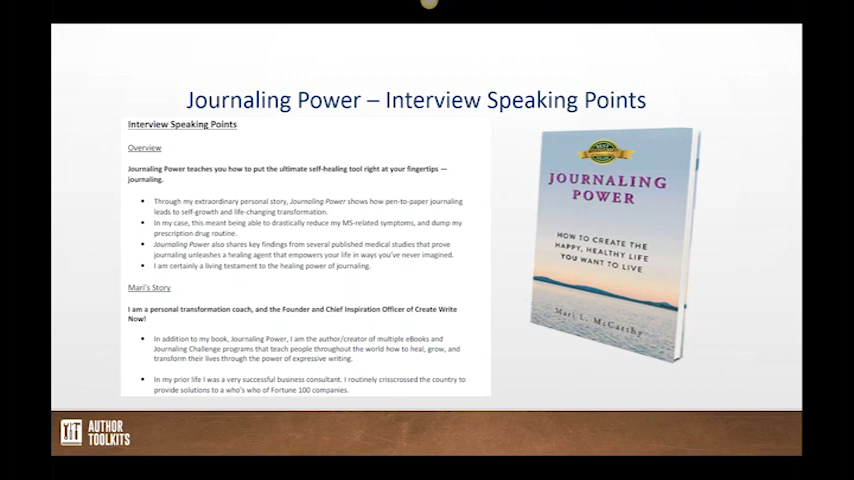 Journaling Power – Interview Speaking Points
Interview Speaking Points
Overview
Journaling Power teaches you how to put the ultimate self-healing tool right at your fingertips —
journaling.
• Through my extraordinary personal story, Journaling Power shows how pen-to-paper journaling
leads to self-growth and life-changing transformation.
• In my case, this meant being able to drastically reduce my MS-related symptoms, and dump my
prescription drug routine.
• Journaling Power also shares key findings from several published medical studies that prove
journaling unleashes a healing agent that empowers your life in ways you've never imagined.
• I am certainly a living testament to the healing power of journaling.
Mari's Story
I am a personal transformation coach, and the Founder and Chief Inspiration Officer of Create Write
Now!
• In addition to my book, Journaling Power, I am the author/creator of multiple eBooks and
Journaling Challenge programs that teach people throughout the world how to heal, grow, and
transform their lives through the power of expressive writing.
• In my prior life I was a very successful business consultant. I routinely crisscrossed the country to
provide solutions to a who's who of Fortune 100 companies.
JOURNALING
POWER
HOW TO CREATE THE
HAPPY, HEALTHY LIFE
YOU WANT TO LIVE
Mari L. McCarthy
AUTHOR
TOOLKITS